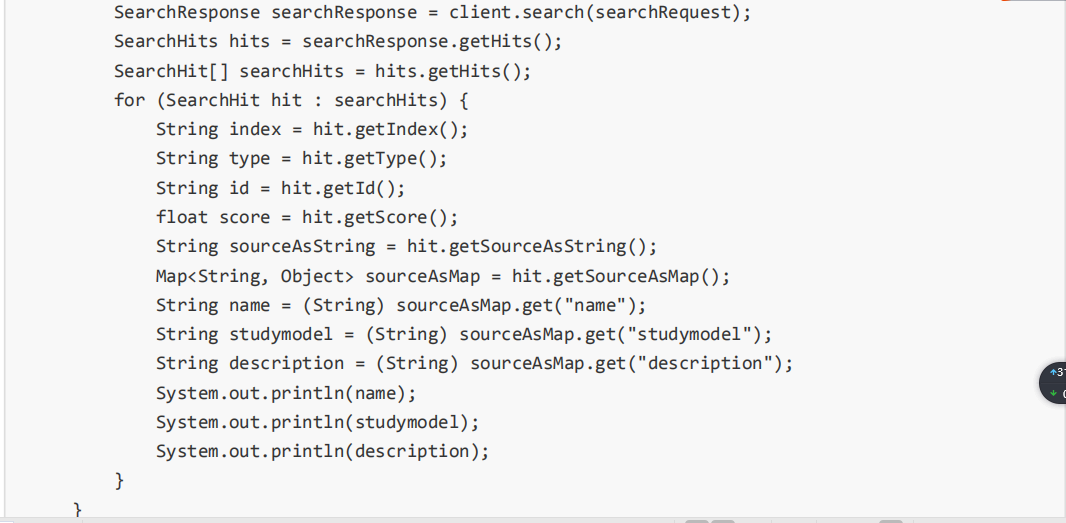 SearchResponse searchResponse = client.search(searchRequest);
SearchHits hits = searchResponse.getHits();
SearchHit[] searchHits = hits.getHits();
for (SearchHit hit : searchHits) {
String index = hit.getIndex();
String type = hit.getType();
String id = hit.getId();
float score = hit.getScore();
String sourceAsString = hit.getSourceAsString();
Map<String, Object> sourceAsMap = hit.getSourceAsMap();
String name = (String) sourceAsMap.get("name");
String studymodel = (String) sourceAsMap.get("studymodel");
String description = (String) sourceAsMap.get("description");
System.out.println(name);
System.out.println(studymodel);
System.out.println(description);
}
}